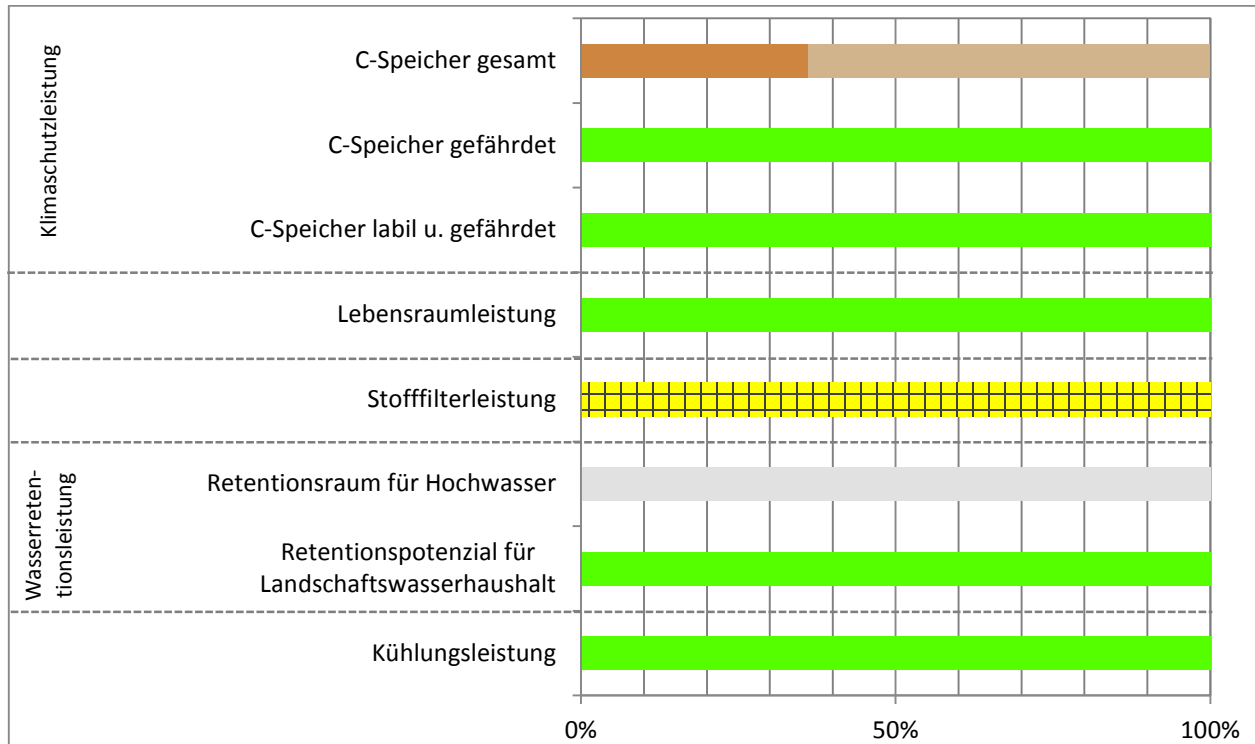 Klimaschutzleistung
C-Speicher gesamt
C-Speicher gefährdet
C-Speicher labil u. gefährdet
Lebensraumleistung
Stofffilterleistung
Wasserreten-
tionsleistung
Retentionsraum für Hochwasser
Retentionspotenzial für
Landschaftswasserhaushalt
Kühlungsleistung
0%
50%
100%